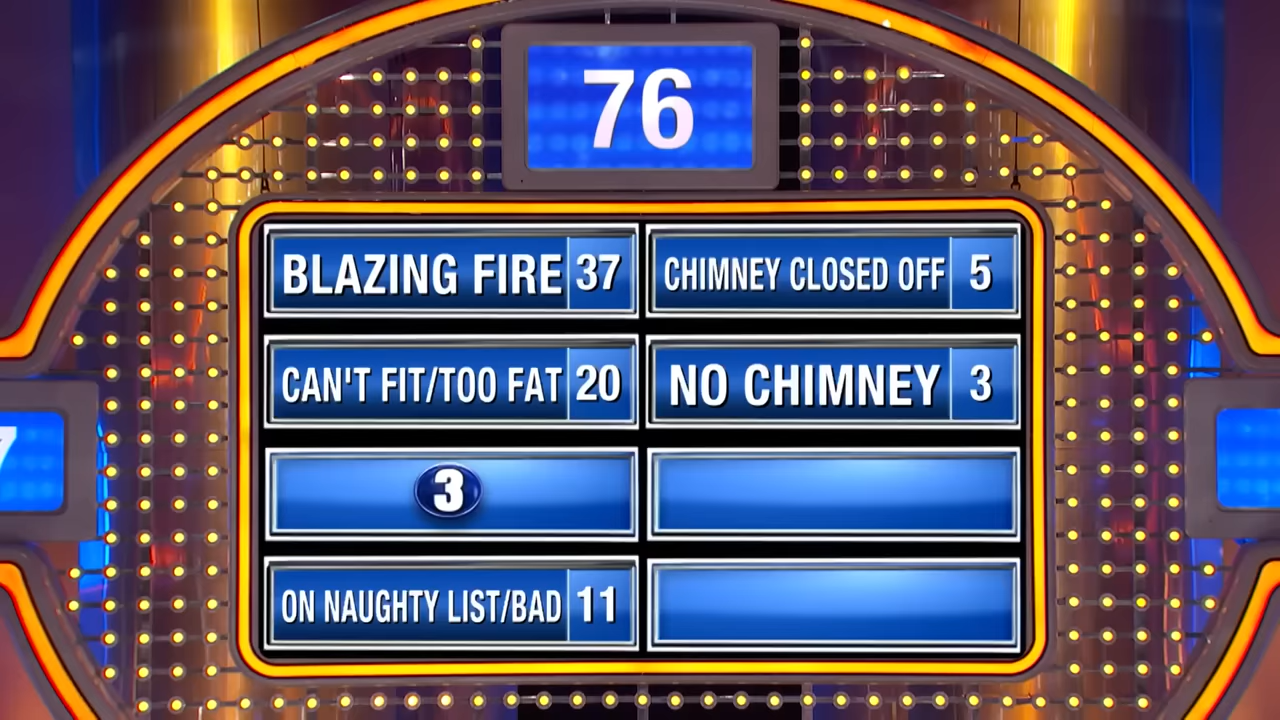 76
BLAZING FIRE 37
CHIMNEY CLOSED OFF 5
CAN'T FIT/TOO FAT 20
NO CHIMNEY 3
7
3
ON NAUGHTY LIST/BAD 11